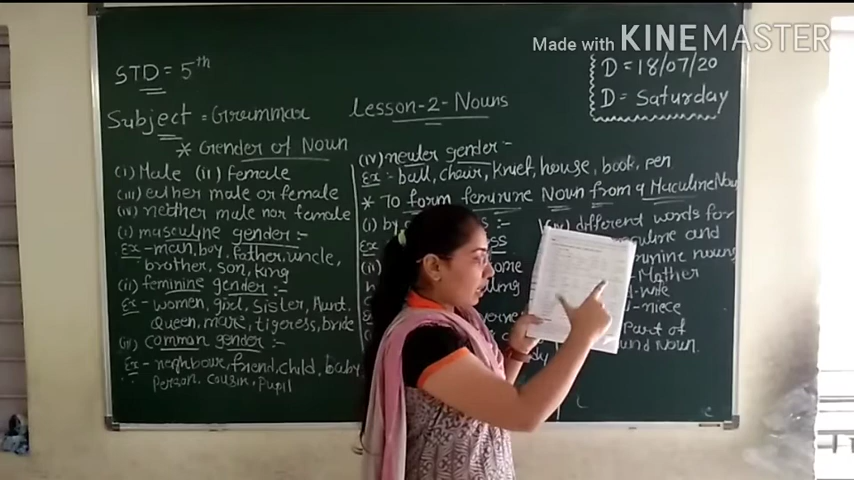 Made with KINEMASTER
STD = 5th
D = 18/07/20
D = Saturday
Subject = Grammar
Lesson-2-Nouns
* Gender of Noun
(i) Male (ii) Female
(iii) either male or female
(iv) neither male nor female
(i) masculine gender :-
Ex - man, boy, father, uncle,
brother, son, king
(ii) feminine gender :-
Ex - women, girl, Sister, Aunt.
Queen, mare, tigeress, bride
(iii) common gender :-
Ex - neighbour, friend, child, baby
Person, cousin, pupil
(iv) neuter gender :-
Ex :- ball, chair, knief, house, book, pen
* To form feminine Noun from a Masculine Noun
(i) by
Ex
(ii)
(iv) different words for
and
nouns
- Mother
- wife
- niece
Part of
Noun.